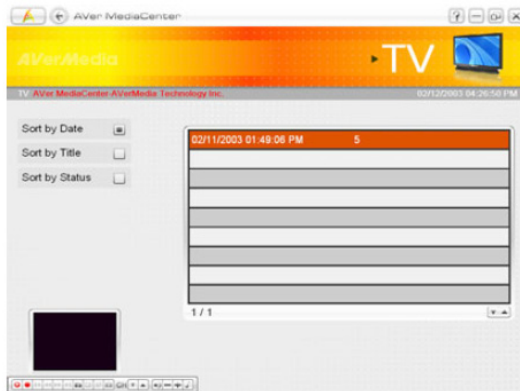 AVer MediaCenter
AVerMedia
TV
TV AVer MediaCenter-AVerMedia Technology Inc.
02/12/2003 04:26:50 PM
Sort by Date
Sort by Title
Sort by Status
02/11/2003 01:49:06 PM 5
1 / 1